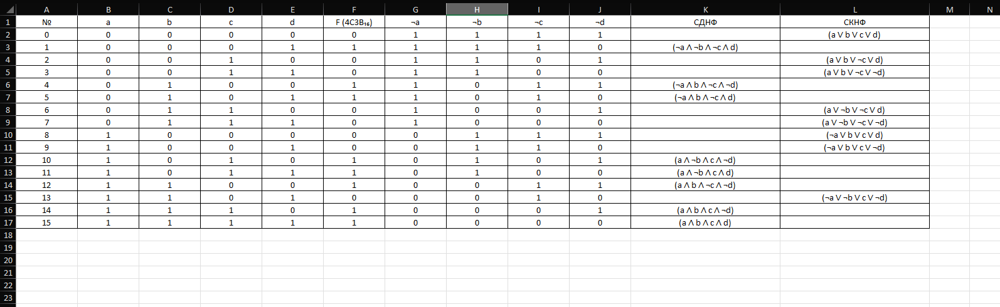 A B C D E F G H I J K L M N
1 № a b c d F (4C3B₁₆) ¬a ¬b ¬c ¬d СДНФ СКНФ
2 0 0 0 0 0 0 1 1 1 1 (a V b V c V d)
3 1 0 0 0 1 1 1 1 1 0 (¬a Λ ¬b Λ ¬c Λ d)
4 2 0 0 1 0 0 1 1 0 1 (a V b V ¬c V d)
5 3 0 0 1 1 0 1 1 0 0 (a V b V ¬c V ¬d)
6 4 0 1 0 0 1 1 0 1 1 (¬a Λ b Λ ¬c Λ ¬d)
7 5 0 1 0 1 1 1 0 1 0 (¬a Λ b Λ ¬c Λ d)
8 6 0 1 1 0 0 1 0 0 1 (a V ¬b V ¬c V d)
9 7 0 1 1 1 0 1 0 0 0 (a V ¬b V ¬c V ¬d)
10 8 1 0 0 0 0 0 1 1 1 (¬a V b V c V d)
11 9 1 0 0 1 0 0 1 1 0 (¬a V b V c V ¬d)
12 10 1 0 1 0 1 0 1 0 1 (a Λ ¬b Λ c Λ ¬d)
13 11 1 0 1 1 1 0 1 0 0 (a Λ ¬b Λ c Λ d)
14 12 1 1 0 0 1 0 0 1 1 (a Λ b Λ ¬c Λ ¬d)
15 13 1 1 0 1 0 0 0 1 0 (¬a V ¬b V c V ¬d)
16 14 1 1 1 0 1 0 0 0 1 (a Λ b Λ c Λ ¬d)
17 15 1 1 1 1 1 0 0 0 0 (a Λ b Λ c Λ d)
18
19
20
21
22
23